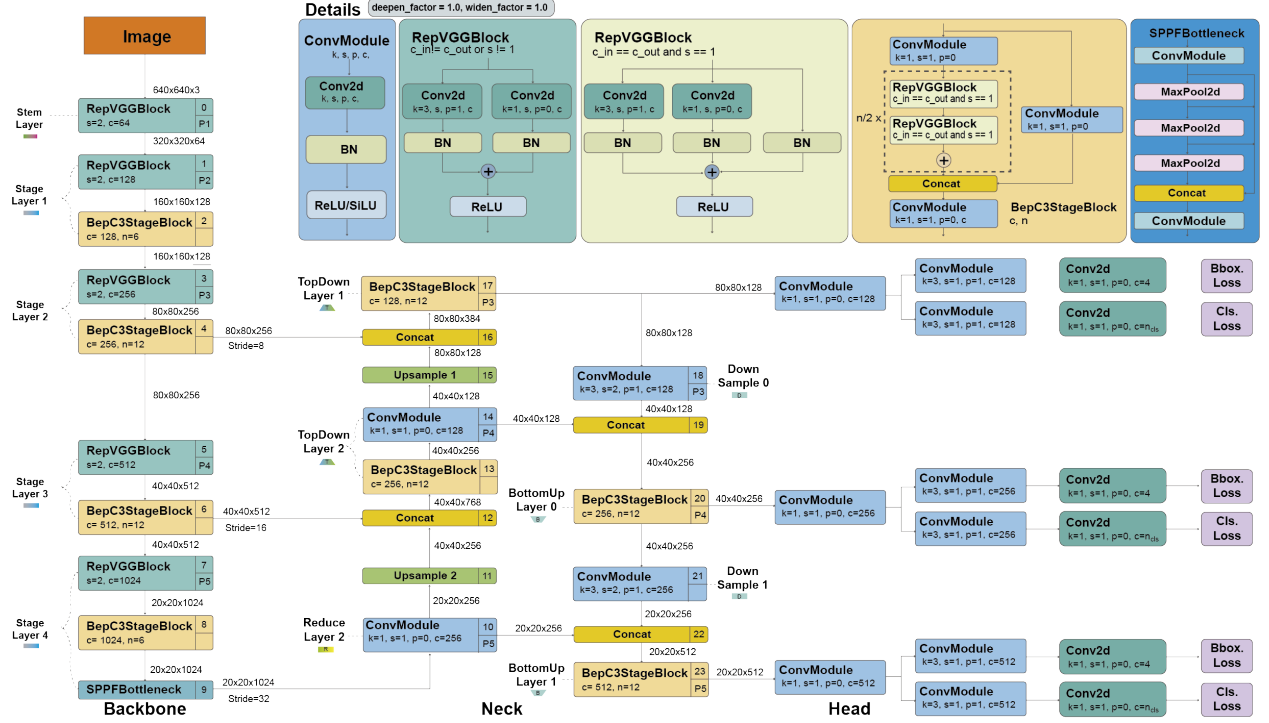 Details
deepen_factor = 1.0, widen_factor = 1.0
Image
640x640x3
Stem
Layer
RepVGGBlock
s=2, c=64
0
P1
320x320x64
Stage
Layer 1
RepVGGBlock
s=2, c=128
1
P2
160x160x128
BepC3StageBlock
c= 128, n=6
2
160x160x128
Stage
Layer 2
RepVGGBlock
s=2, c=256
3
P3
80x80x256
BepC3StageBlock
c= 256, n=12
4
80x80x256
Stride=8
80x80x256
Stage
Layer 3
RepVGGBlock
s=2, c=512
5
P4
40x40x512
BepC3StageBlock
c= 512, n=12
6
40x40x512
Stride=16
40x40x512
Stage
Layer 4
RepVGGBlock
s=2, c=1024
7
P5
20x20x1024
BepC3StageBlock
c= 1024, n=6
8
20x20x1024
SPPFBottleneck
9
20x20x1024
Stride=32
Backbone
ConvModule
k, s, p, c,
Conv2d
k, s, p, c,
BN
ReLU/SiLU
RepVGGBlock
c_in!= c_out or s != 1
Conv2d
k=3, s, p=1, c
Conv2d
k=1, s, p=0, c
BN
BN
+
ReLU
RepVGGBlock
c_in == c_out and s == 1
Conv2d
k=3, s, p=1, c
Conv2d
k=1, s, p=0, c
BN
BN
BN
+
ReLU
ConvModule
k=1, s=1, p=0
n/2 x
RepVGGBlock
c_in == c_out and s == 1
RepVGGBlock
c_in == c_out and s == 1
+
ConvModule
k=1, s=1, p=0
Concat
ConvModule
k=1, s=1, p=0, c
BepC3StageBlock
c, n
SPPFBottleneck
ConvModule
MaxPool2d
MaxPool2d
MaxPool2d
Concat
ConvModule
TopDown
Layer 1
T
BepC3StageBlock
c= 128, n=12
17
P3
80x80x384
Concat
16
80x80x128
Upsample 1
15
40x40x128
TopDown
Layer 2
T
ConvModule
k=1, s=1, p=0, c=128
14
P4
40x40x256
BepC3StageBlock
c= 256, n=12
13
40x40x768
Concat
12
40x40x256
Upsample 2
11
20x20x256
Reduce
Layer 2
R
ConvModule
k=1, s=1, p=0, c=256
10
P5
80x80x128
80x80x128
ConvModule
k=3, s=2, p=1, c=128
18
P3
Down
Sample 0
D
40x40x128
40x40x128
Concat
19
40x40x256
BottomUp
Layer 0
B
BepC3StageBlock
c= 256, n=12
20
P4
40x40x256
40x40x256
ConvModule
k=3, s=2, p=1, c=256
21
Down
Sample 1
D
20x20x256
20x20x256
Concat
22
20x20x512
BottomUp
Layer 1
B
BepC3StageBlock
c= 512, n=12
23
P5
20x20x512
Neck
ConvModule
k=1, s=1, p=0, c=128
ConvModule
k=3, s=1, p=1, c=128
Conv2d
k=1, s=1, p=0, c=4
Bbox.
Loss
ConvModule
k=3, s=1, p=1, c=128
Conv2d
k=1, s=1, p=0, c=ncls
Cls.
Loss
ConvModule
k=1, s=1, p=0, c=256
ConvModule
k=3, s=1, p=1, c=256
Conv2d
k=1, s=1, p=0, c=4
Bbox.
Loss
ConvModule
k=3, s=1, p=1, c=256
Conv2d
k=1, s=1, p=0, c=ncls
Cls.
Loss
ConvModule
k=1, s=1, p=0, c=512
ConvModule
k=3, s=1, p=1, c=512
Conv2d
k=1, s=1, p=0, c=4
Bbox.
Loss
ConvModule
k=3, s=1, p=1, c=512
Conv2d
k=1, s=1, p=0, c=ncls
Cls.
Loss
Head